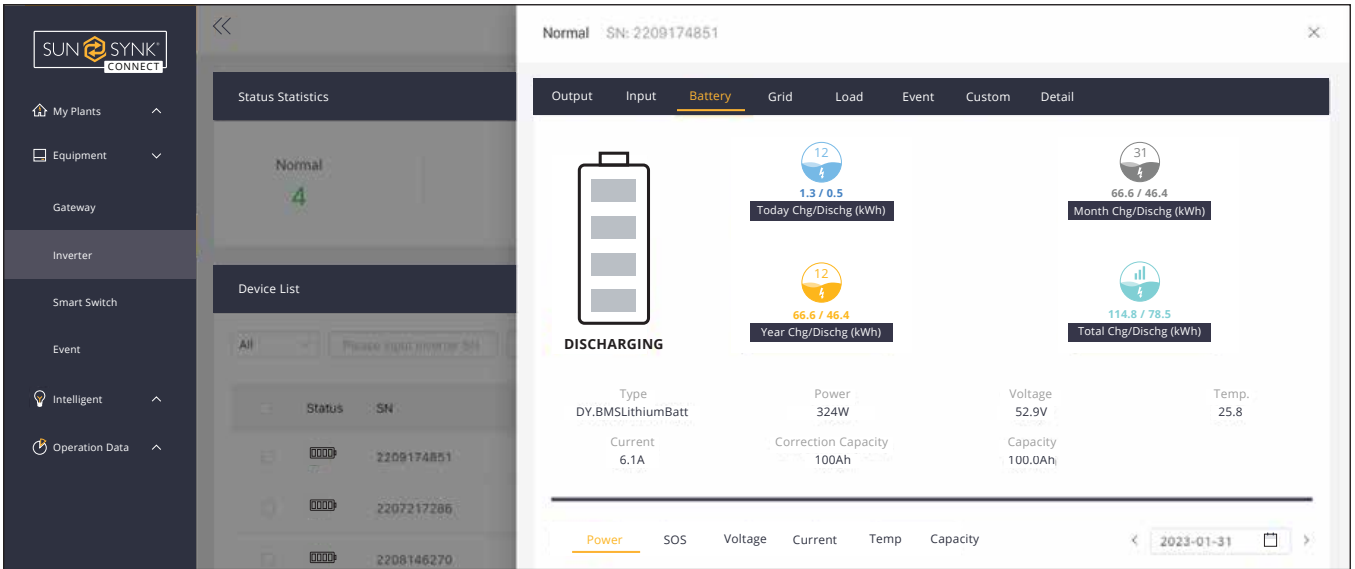 SUN SYNK
CONNECT
My Plants
Equipment
Gateway
Inverter
Smart Switch
Event
Intelligent
Operation Data
Status Statistics
Normal
4
Device List
All
Please input inverter SN
Status SN
2209174851
2207217286
2208146270
Normal SN: 2209174851
Output Input Battery Grid Load Event Custom Detail
DISCHARGING
12
1.3 / 0.5
Today Chg/Dischg (kWh)
31
66.6 / 46.4
Month Chg/Dischg (kWh)
12
66.6 / 46.4
Year Chg/Dischg (kWh)
114.8 / 78.5
Total Chg/Dischg (kWh)
Type Power Voltage Temp.
DY.BMSLithiumBatt 324W 52.9V 25.8
Current Correction Capacity Capacity
6.1A 100Ah 100.0Ah
Power SOS Voltage Current Temp Capacity
2023-01-31